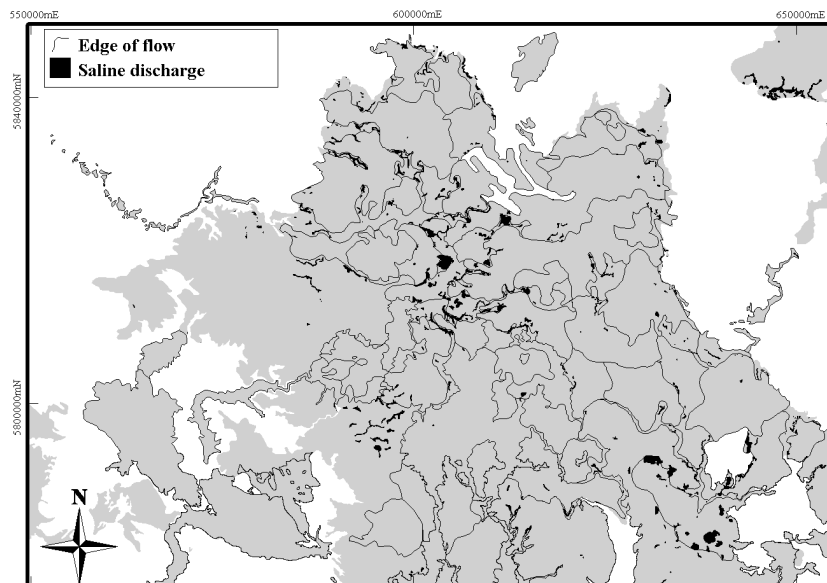 550000mE
600000mE
650000mE
Edge of flow
Saline discharge
5840000mN
5800000mN
N